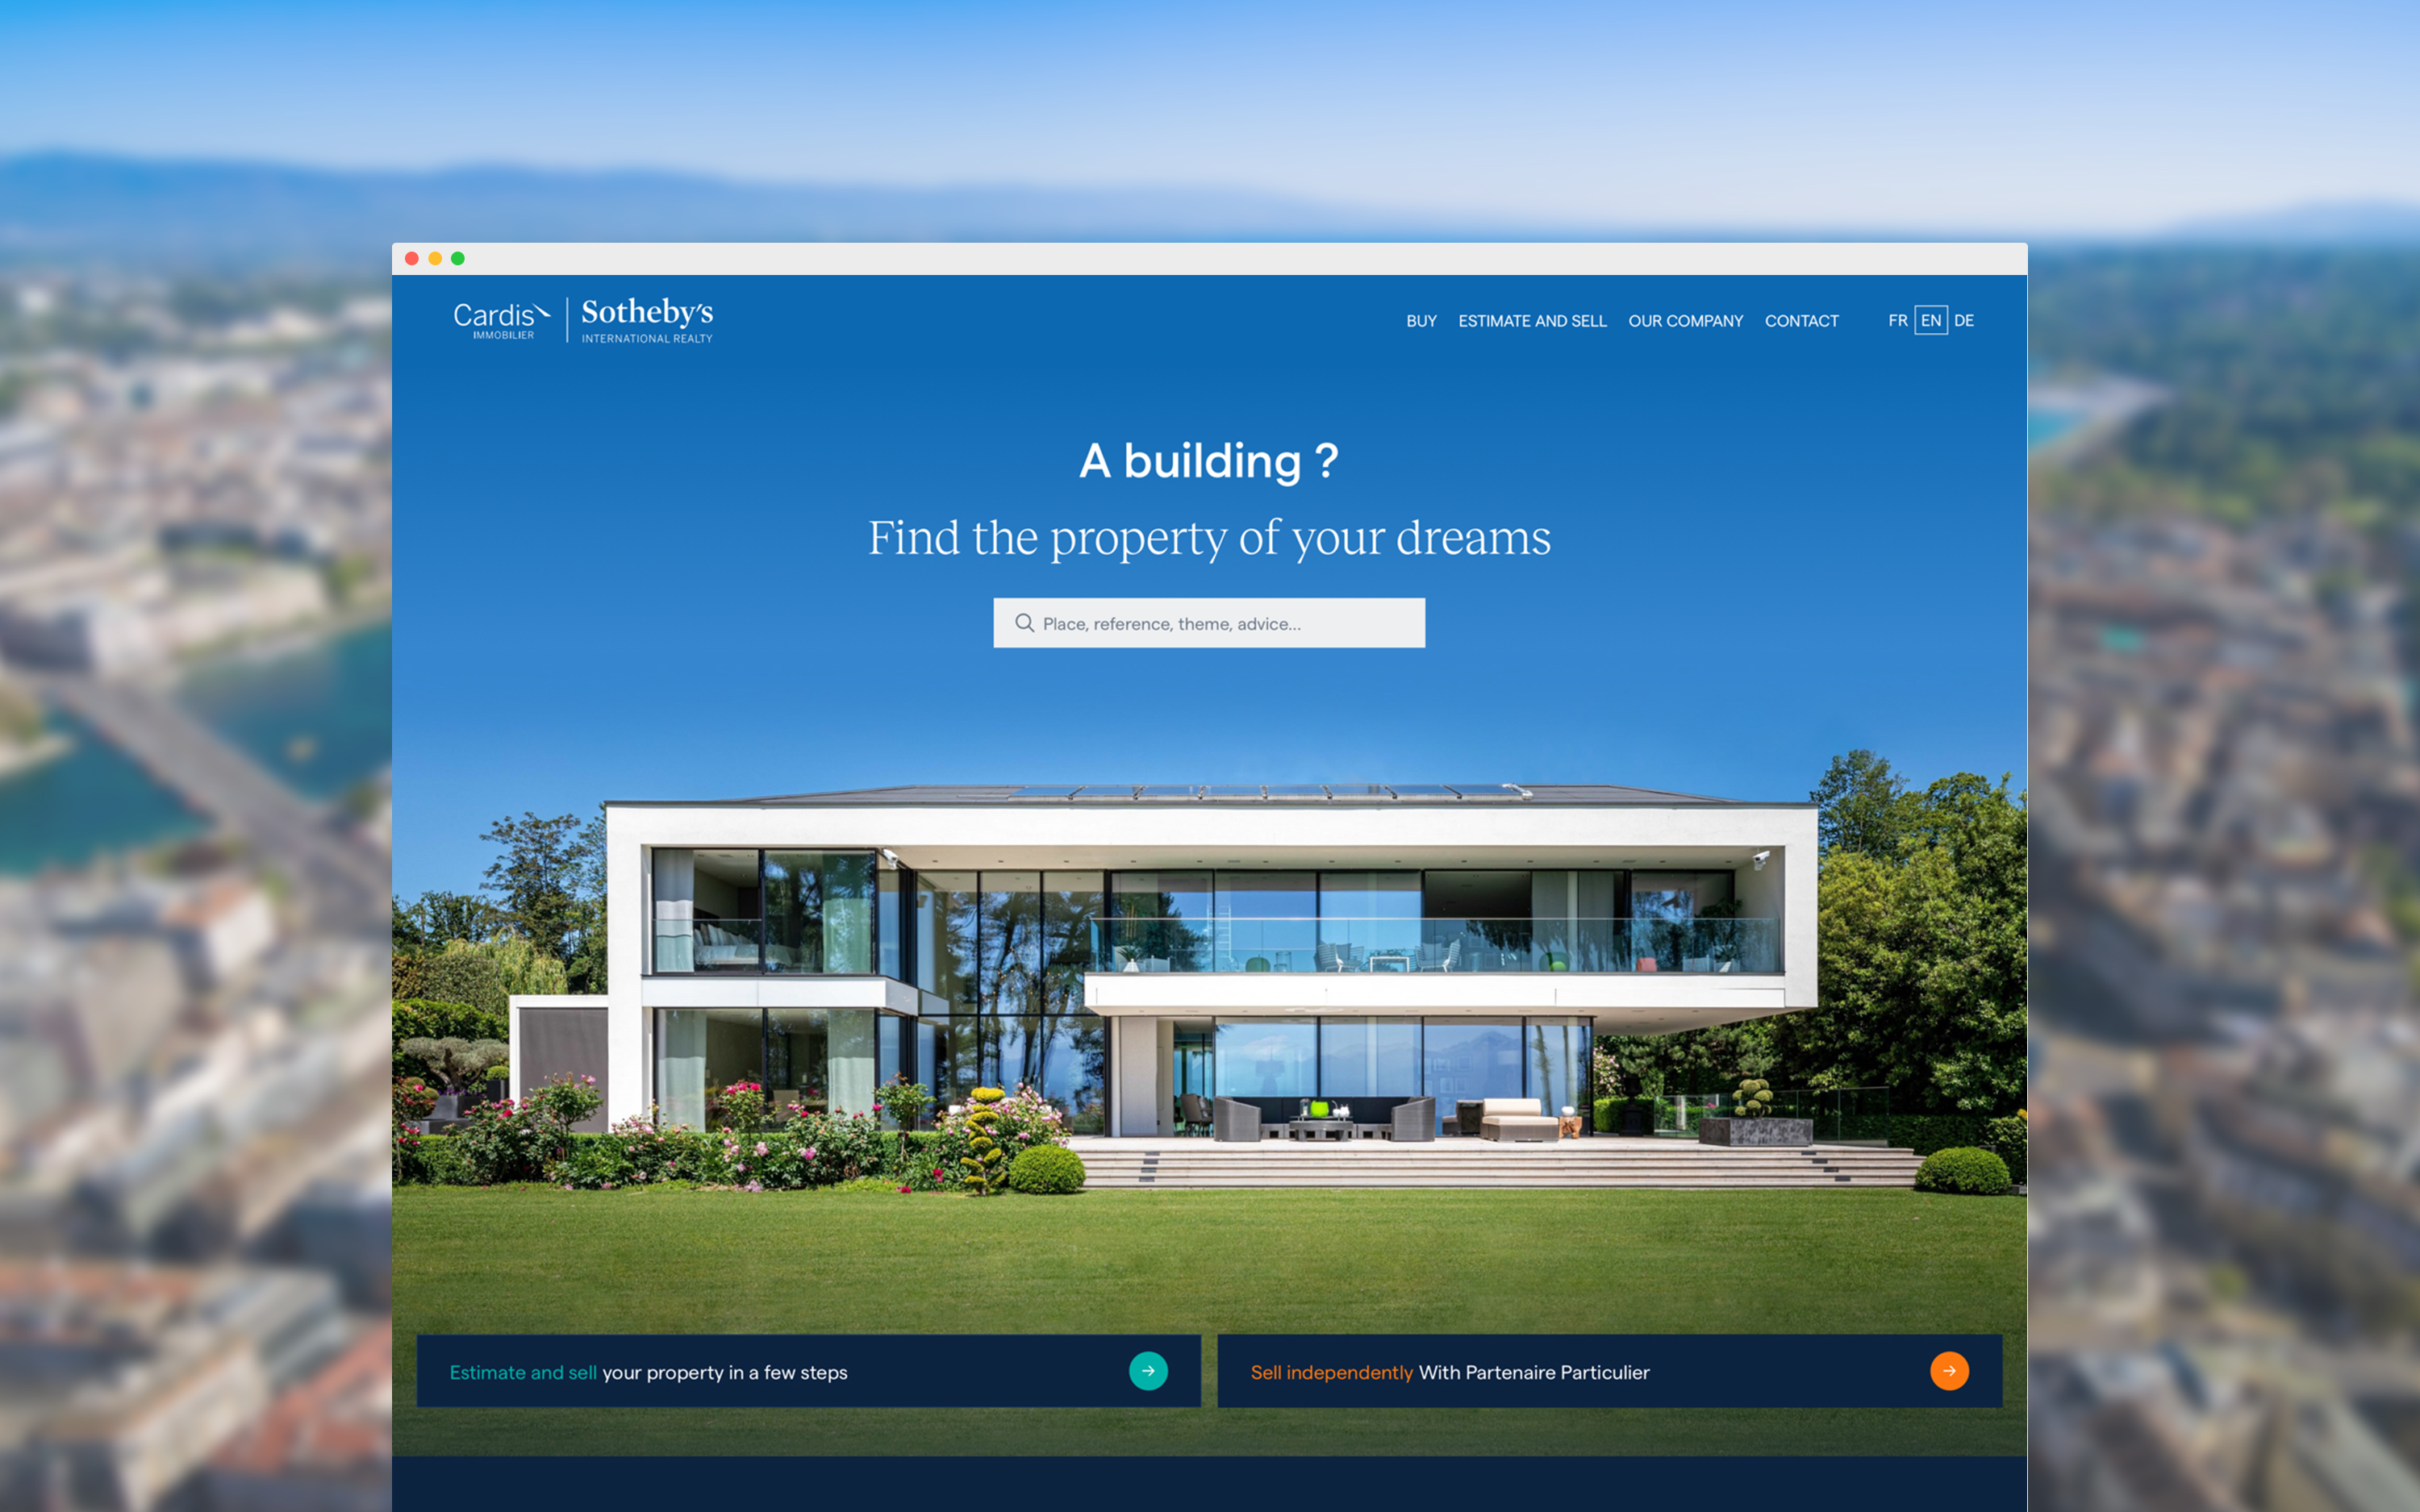 Cardis
IMMOBILIER
Sotheby's
INTERNATIONAL REALTY
BUY ESTIMATE AND SELL OUR COMPANY CONTACT FR EN DE
A building ?
Find the property of your dreams
Place, reference, theme, advice...
Estimate and sell your property in a few steps
Sell independently With Partenaire Particulier